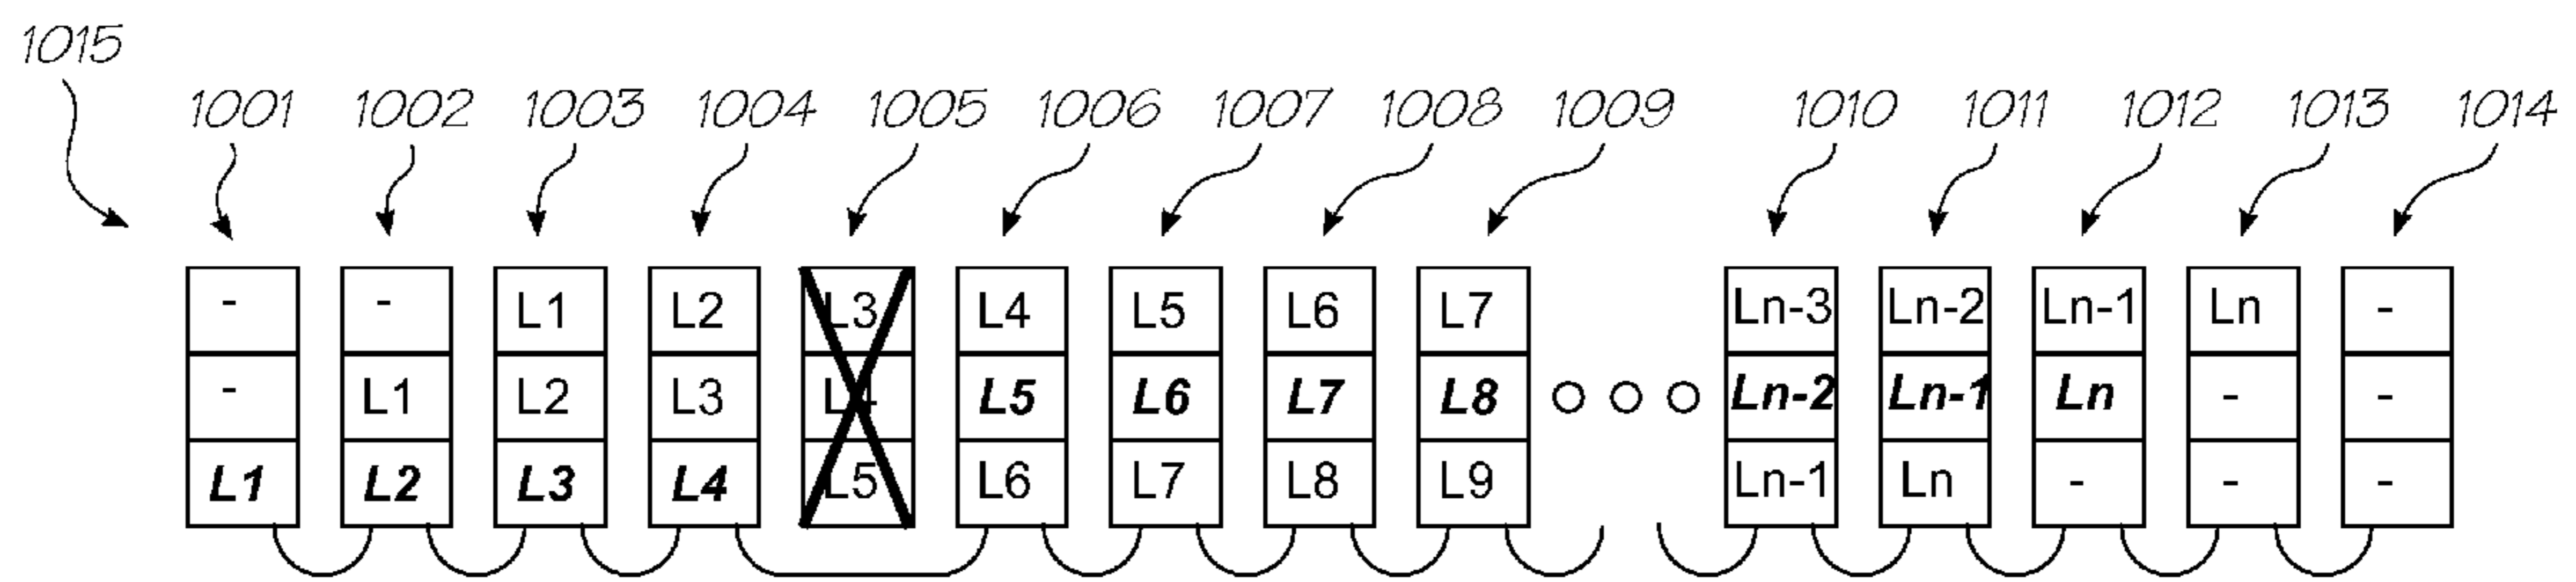 1015
1001 1002 1003 1004 1005 1006 1007 1008 1009 1010 1011 1012 1013 1014
- - L1 L2 L3 L4 L5 L6 L7 Ln-3 Ln-2 Ln-1 Ln -
- L1 L2 L3 L4 L5 L6 L7 L8 Ln-2 Ln-1 Ln - -
L1 L2 L3 L4 L5 L6 L7 L8 L9 Ln-1 Ln - - -